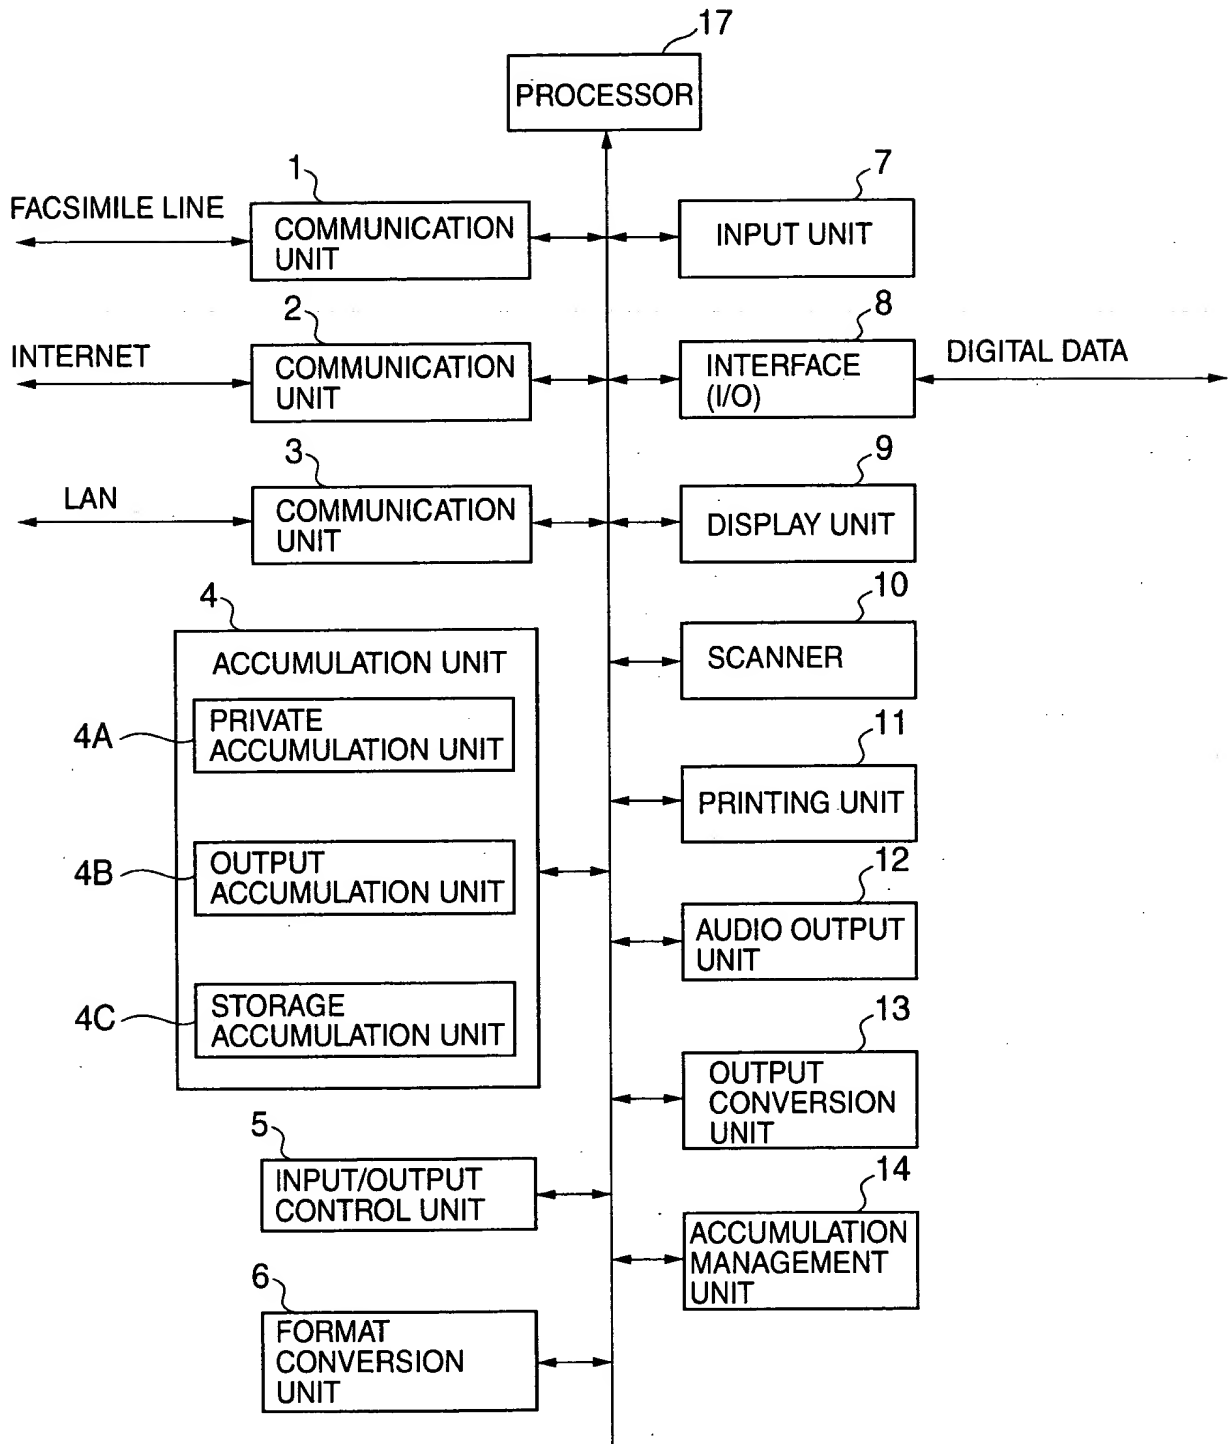 17
PROCESSOR
1
FACSIMILE LINE
COMMUNICATION
UNIT
7
INPUT UNIT
2
INTERNET
COMMUNICATION
UNIT
8
INTERFACE
(I/O)
DIGITAL DATA
3
LAN
COMMUNICATION
UNIT
9
DISPLAY UNIT
4
ACCUMULATION UNIT
4A
PRIVATE
ACCUMULATION UNIT
4B
OUTPUT
ACCUMULATION UNIT
4C
STORAGE
ACCUMULATION UNIT
10
SCANNER
11
PRINTING UNIT
12
AUDIO OUTPUT
UNIT
13
OUTPUT
CONVERSION
UNIT
5
INPUT/OUTPUT
CONTROL UNIT
14
ACCUMULATION
MANAGEMENT
UNIT
6
FORMAT
CONVERSION
UNIT